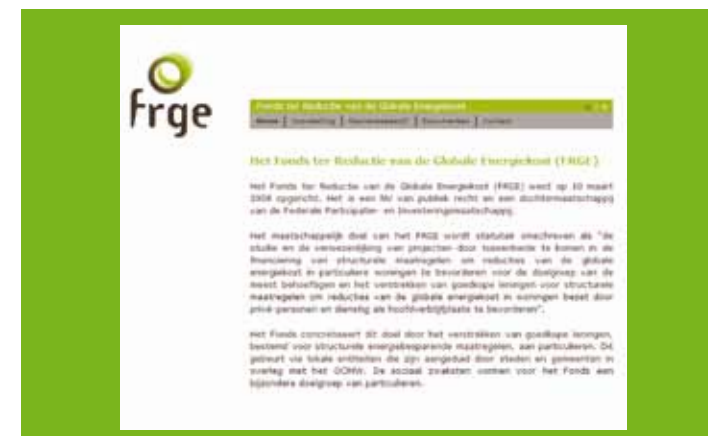 frge
Fonds ter Reductie van de Globale Energiekost
Home | Voorstelling | | Documenten | Contact
Het Fonds ter Reductie van de Globale Energiekost (FRGE)
Het Fonds ter Reductie van de Globale Energiekost (FRGE) werd op 10 maart
2006 opgericht. Het is een NV van publiek recht en een dochtermaatschappij
van de Federale Participatie- en Investeringsmaatschappij.
Het maatschappelijk doel van het FRGE wordt statutair omschreven als "de
studie en de verwezenlijking van projecten door tussenkomst te komen in de
financiering van structurele maatregelen om reducties van de globale
energiekost in particuliere woningen te bevorderen voor de doelgroep van de
meest behoeftigen en het verstrekken van goedkope leningen voor structurele
maatregelen om reducties van de globale energiekost in woningen bezet door
privé-personen en dienstig als hoofdverblijfplaats te bevorderen".
Het Fonds concretiseert dit doel door het verstrekken van goedkope leningen,
bestemd voor structurele energiebesparende maatregelen, aan particulieren. Dit
gebeurt via lokale entiteiten die zijn aangeduid door steden en gemeenten in
overleg met het OCMW. De sociaal zwaksten vormen voor het Fonds een
bijzondere doelgroep van particulieren.